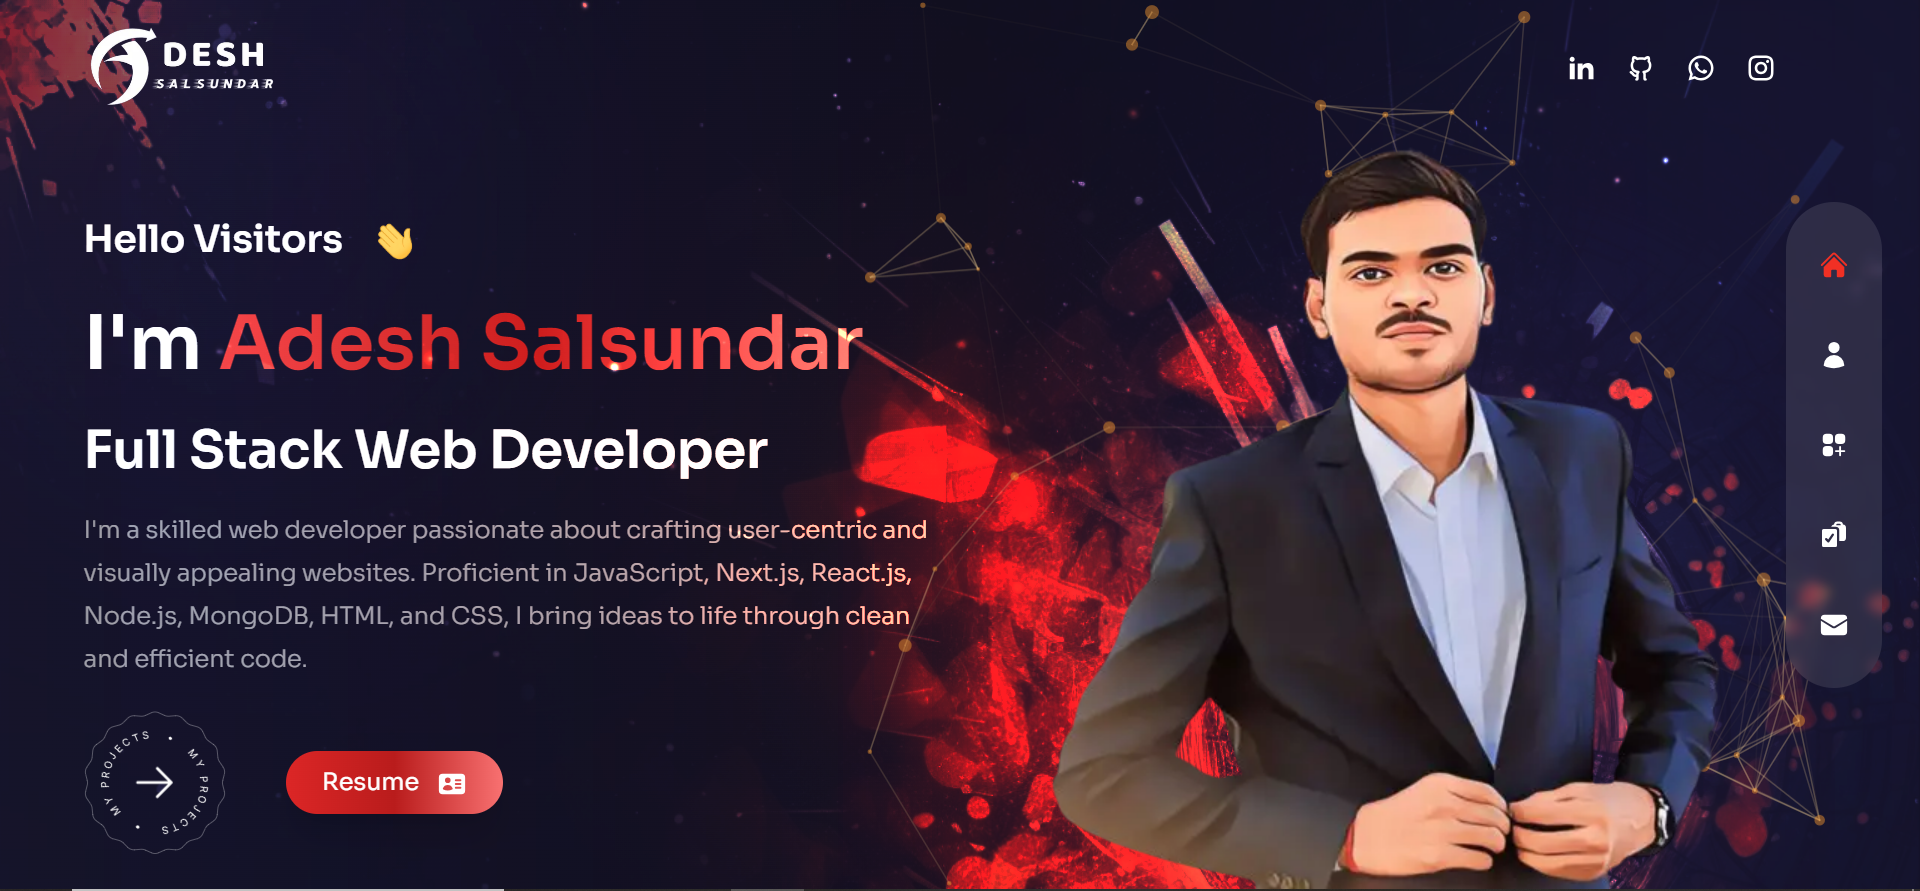 DESH
SALSUNDAR
Hello Visitors
I'm Adesh Salsundar
Full Stack Web Developer
I'm a skilled web developer passionate about crafting user-centric and
visually appealing websites. Proficient in JavaScript, Next.js, React.js,
Node.js, MongoDB, HTML, and CSS, I bring ideas to life through clean
and efficient code.
MY PROJECTS • MY PROJECTS •
Resume